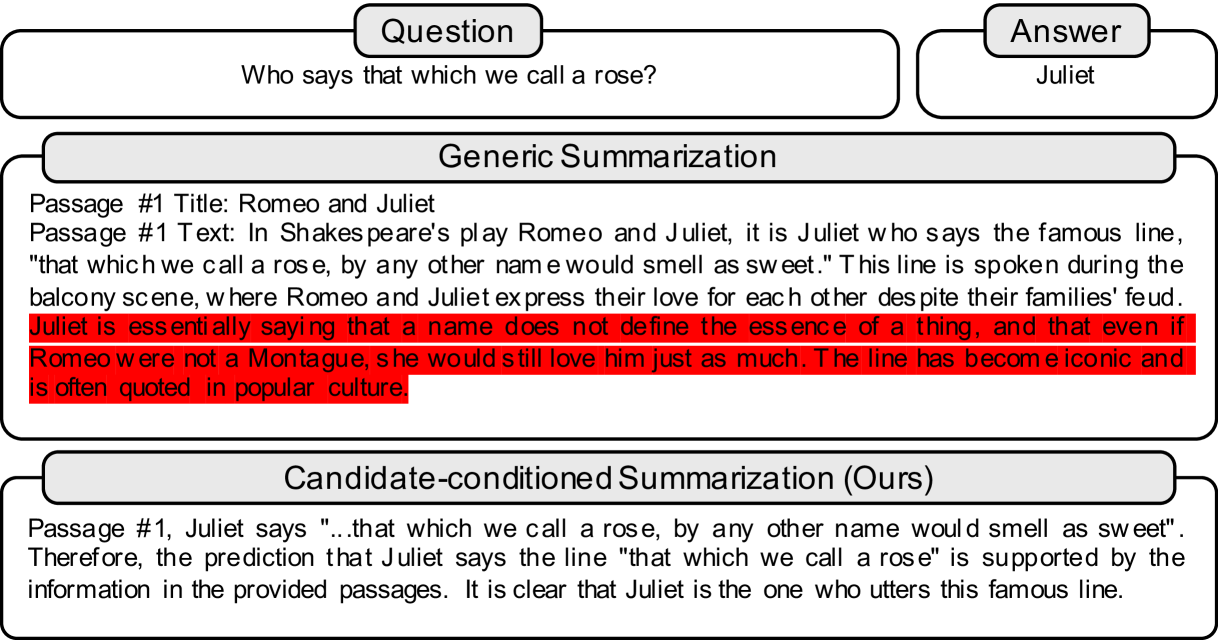 Question
Answer
Who says that which we call a rose?
Juliet
Generic Summarization
Passage #1 Title: Romeo and Juliet
Passage #1 Text: In Shakespeare's play Romeo and Juliet, it is Juliet who says the famous line,
"that which we call a rose, by any other name would smell as sweet." This line is spoken during the
balcony scene, where Romeo and Juliet express their love for each other despite their families' feud.
Juliet is essentially saying that a name does not define the essence of a thing, and that even if
Romeo were not a Montague, she would still love him just as much. The line has become iconic and
is often quoted in popular culture.
Candidate-conditioned Summarization (Ours)
Passage #1, Juliet says "...that which we call a rose, by any other name would smell as sweet".
Therefore, the prediction that Juliet says the line "that which we call a rose" is supported by the
information in the provided passages. It is clear that Juliet is the one who utters this famous line.